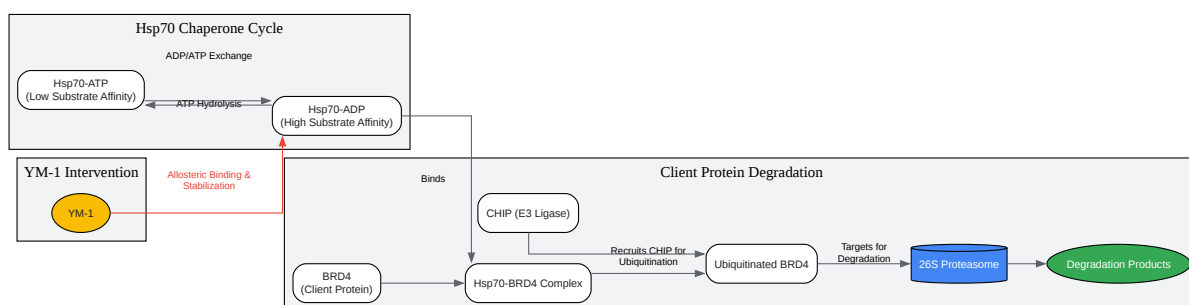 Hsp70 Chaperone Cycle
ADP/ATP Exchange
Hsp70-ATP
(Low Substrate Affinity)
ATP Hydrolysis
Hsp70-ADP
(High Substrate Affinity)
YM-1 Intervention
Allosteric Binding &
Stabilization
YM-1
Client Protein Degradation
Binds
CHIP (E3 Ligase)
Recruits CHIP for
Ubiquitination
Targets for
Degradation
BRD4
(Client Protein)
Hsp70-BRD4 Complex
Ubiquitinated BRD4
26S Proteasome
Degradation Products